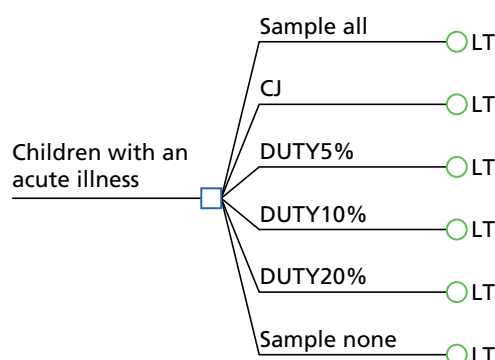 Sample all
LT
CJ
LT
Children with an
acute illness
DUTY5%
LT
DUTY10%
LT
DUTY20%
LT
Sample none
LT